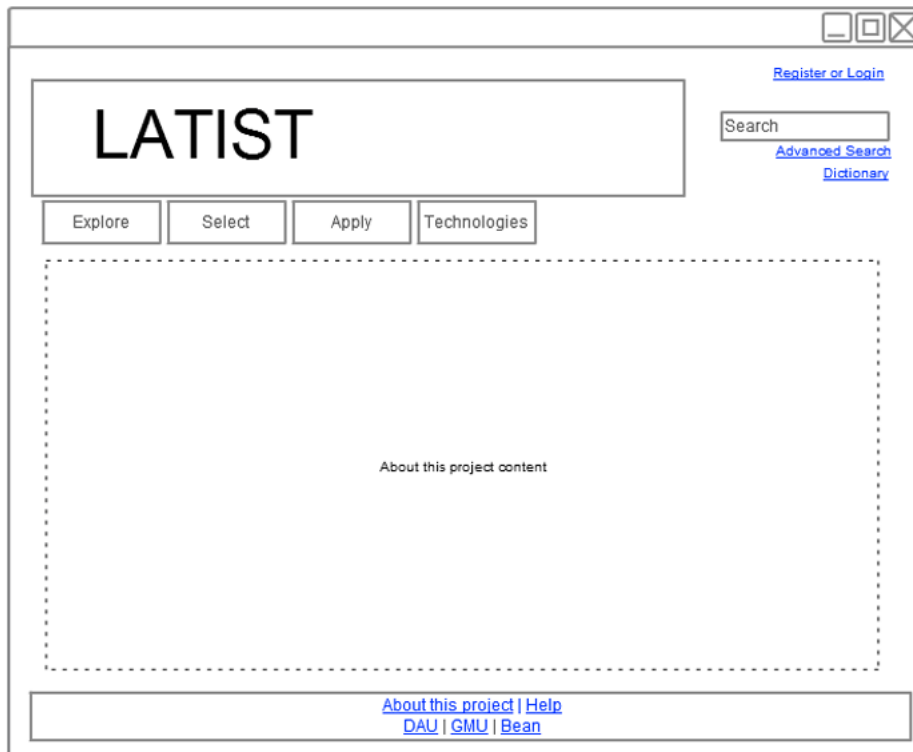 Register or Login
LATIST
Search
Advanced Search
Dictionary
Explore Select Apply Technologies
About this project content
About this project | Help
DAU | GMU | Bean